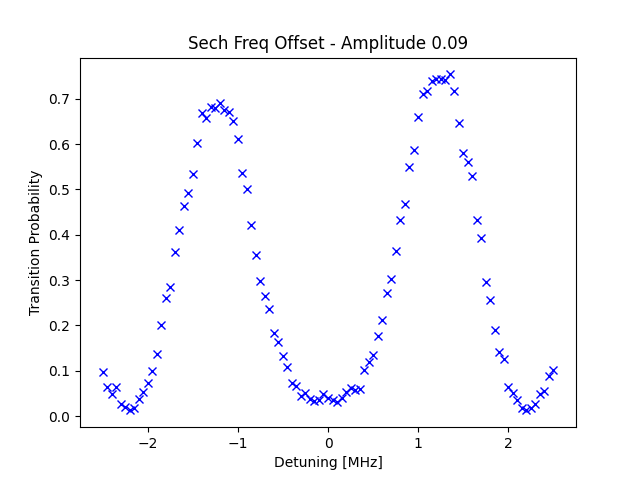 Sech Freq Offset - Amplitude 0.09
0.7
0.6
0.5
0.4
0.3
0.2
0.1
0.0
Transition Probability
−2 −1 0 1 2
Detuning [MHz]